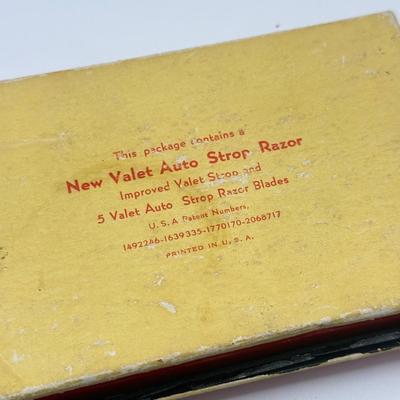 This package contains a
New Valet Auto Strop Razor
Improved Valet Strop and
5 Valet Auto Strop Razor Blades
U.S.A Patent Numbers,
1492266-1639335-1770170-2068717
PRINTED IN U.S.A.